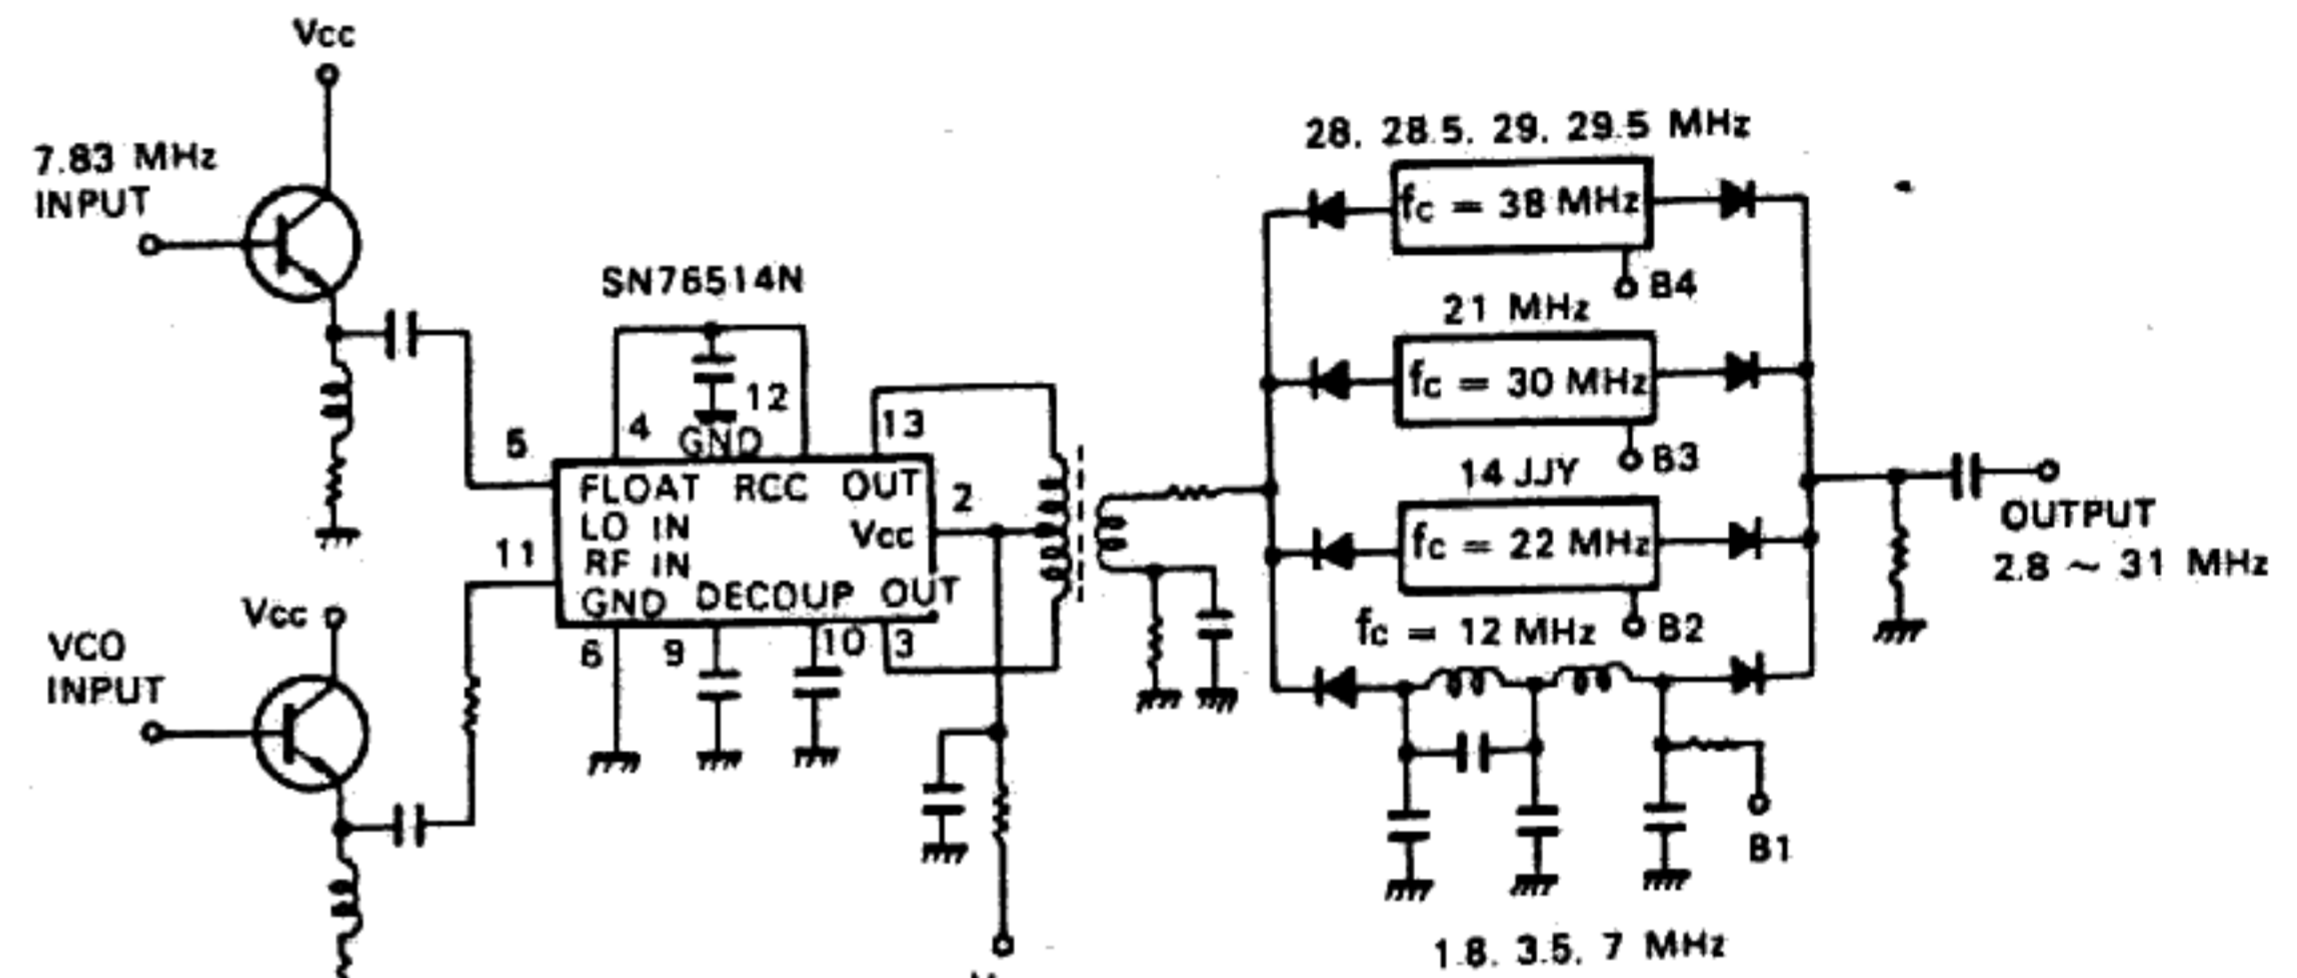 Vcc
7.83 MHz
INPUT
SN76514N
4
12
GND
13
5
FLOAT RCC OUT
2
LO IN
Vcc
11
RF IN
GND DECOUP OUT
6
9
10
3
Vcc
VCO
INPUT
28. 28.5. 29. 29.5 MHz
fc = 38 MHz
B4
21 MHz
fc = 30 MHz
B3
14 JJY
fc = 22 MHz
B2
fc = 12 MHz
B1
1.8. 3.5. 7 MHz
OUTPUT
2.8 ~ 31 MHz